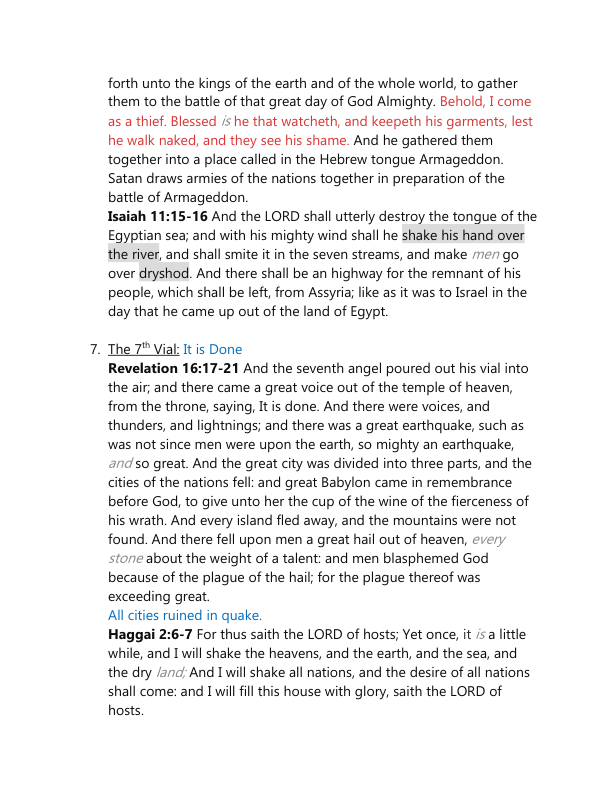 forth unto the kings of the earth and of the whole world, to gather
them to the battle of that great day of God Almighty. Behold, I come
as a thief. Blessed is he that watcheth, and keepeth his garments, lest
he walk naked, and they see his shame. And he gathered them
together into a place called in the Hebrew tongue Armageddon.
Satan draws armies of the nations together in preparation of the
battle of Armageddon.
Isaiah 11:15-16 And the LORD shall utterly destroy the tongue of the
Egyptian sea; and with his mighty wind shall he shake his hand over
the river, and shall smite it in the seven streams, and make men go
over dryshod. And there shall be an highway for the remnant of his
people, which shall be left, from Assyria; like as it was to Israel in the
day that he came up out of the land of Egypt.
7. The 7th Vial: It is Done
Revelation 16:17-21 And the seventh angel poured out his vial into
the air; and there came a great voice out of the temple of heaven,
from the throne, saying, It is done. And there were voices, and
thunders, and lightnings; and there was a great earthquake, such as
was not since men were upon the earth, so mighty an earthquake,
and so great. And the great city was divided into three parts, and the
cities of the nations fell: and great Babylon came in remembrance
before God, to give unto her the cup of the wine of the fierceness of
his wrath. And every island fled away, and the mountains were not
found. And there fell upon men a great hail out of heaven, every
stone about the weight of a talent: and men blasphemed God
because of the plague of the hail; for the plague thereof was
exceeding great.
All cities ruined in quake.
Haggai 2:6-7 For thus saith the LORD of hosts; Yet once, it is a little
while, and I will shake the heavens, and the earth, and the sea, and
the dry land; And I will shake all nations, and the desire of all nations
shall come: and I will fill this house with glory, saith the LORD of
hosts.